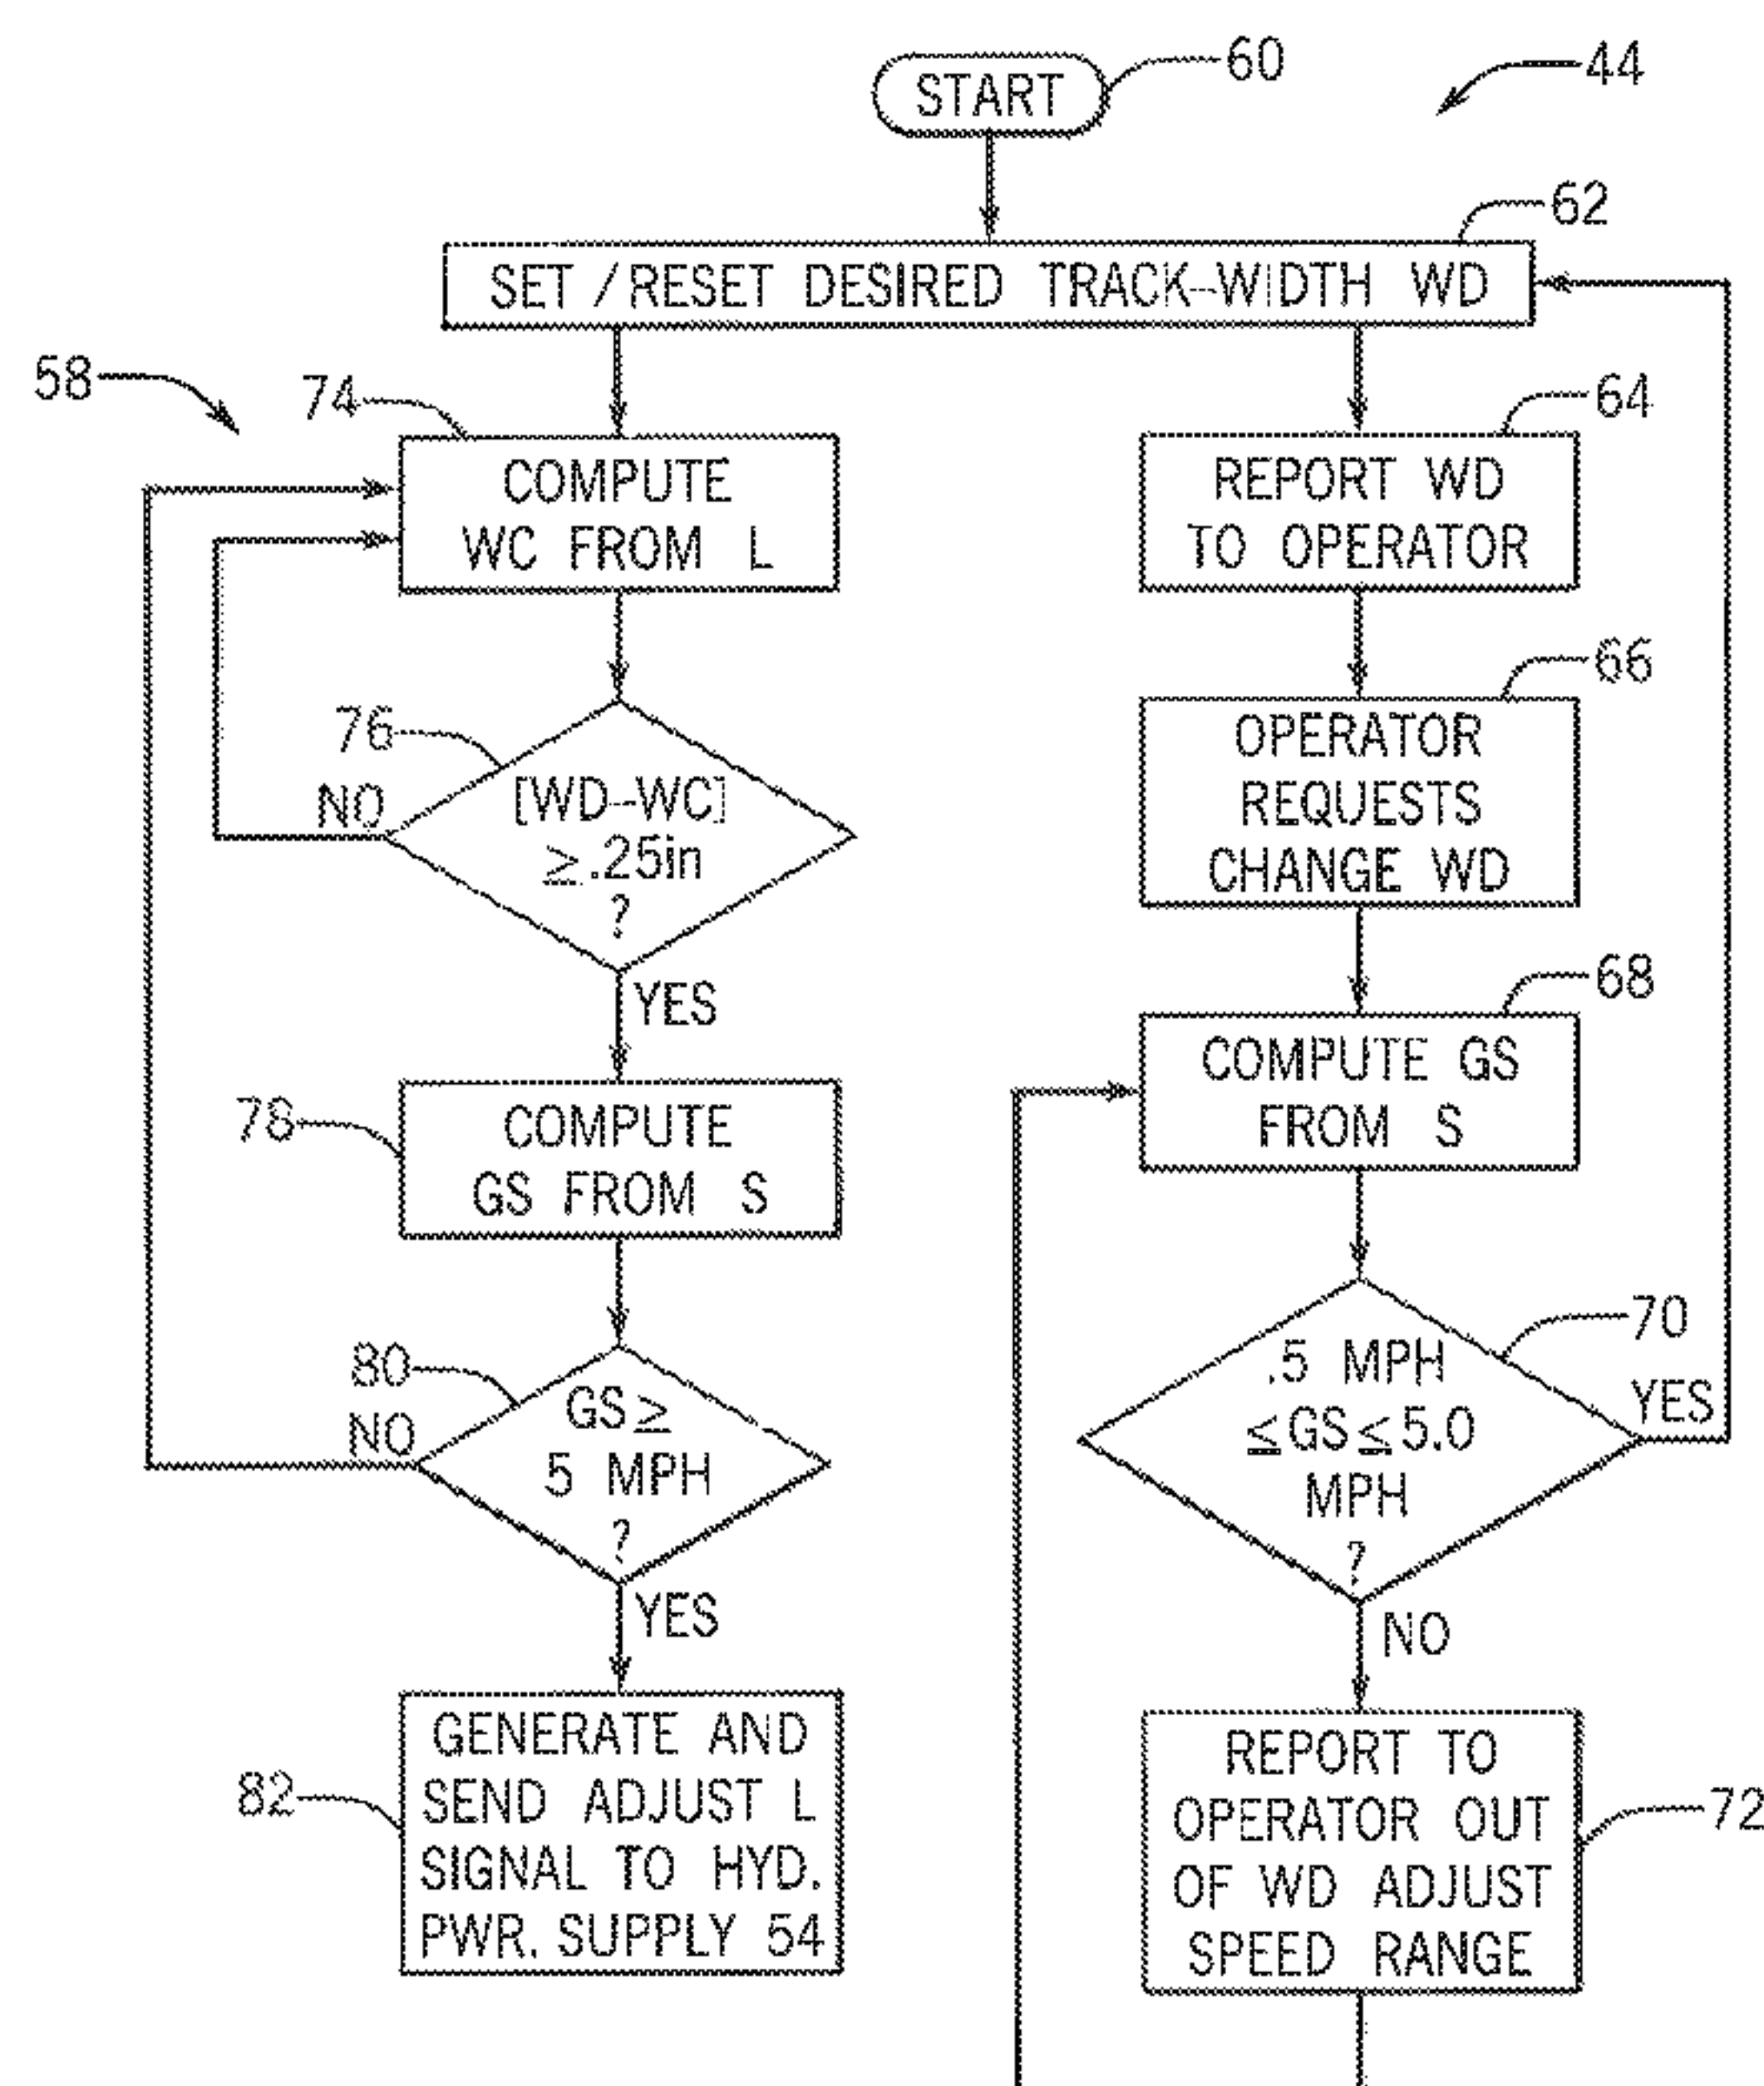 START
60
44
62
SET / RESET DESIRED TRACK-WIDTH WD
58
74
COMPUTE
WC FROM L
64
REPORT WD
TO OPERATOR
76
NO
[WD-WC]
≥.25in
?
YES
66
OPERATOR
REQUESTS
CHANGE WD
78
COMPUTE
GS FROM S
68
COMPUTE GS
FROM S
80
NO
GS≥
5 MPH
?
YES
70
.5 MPH
≤GS≤5.0
MPH
?
YES
NO
82
GENERATE AND
SEND ADJUST L
SIGNAL TO HYD.
PWR. SUPPLY 54
REPORT TO
OPERATOR OUT
OF WD ADJUST
SPEED RANGE
72